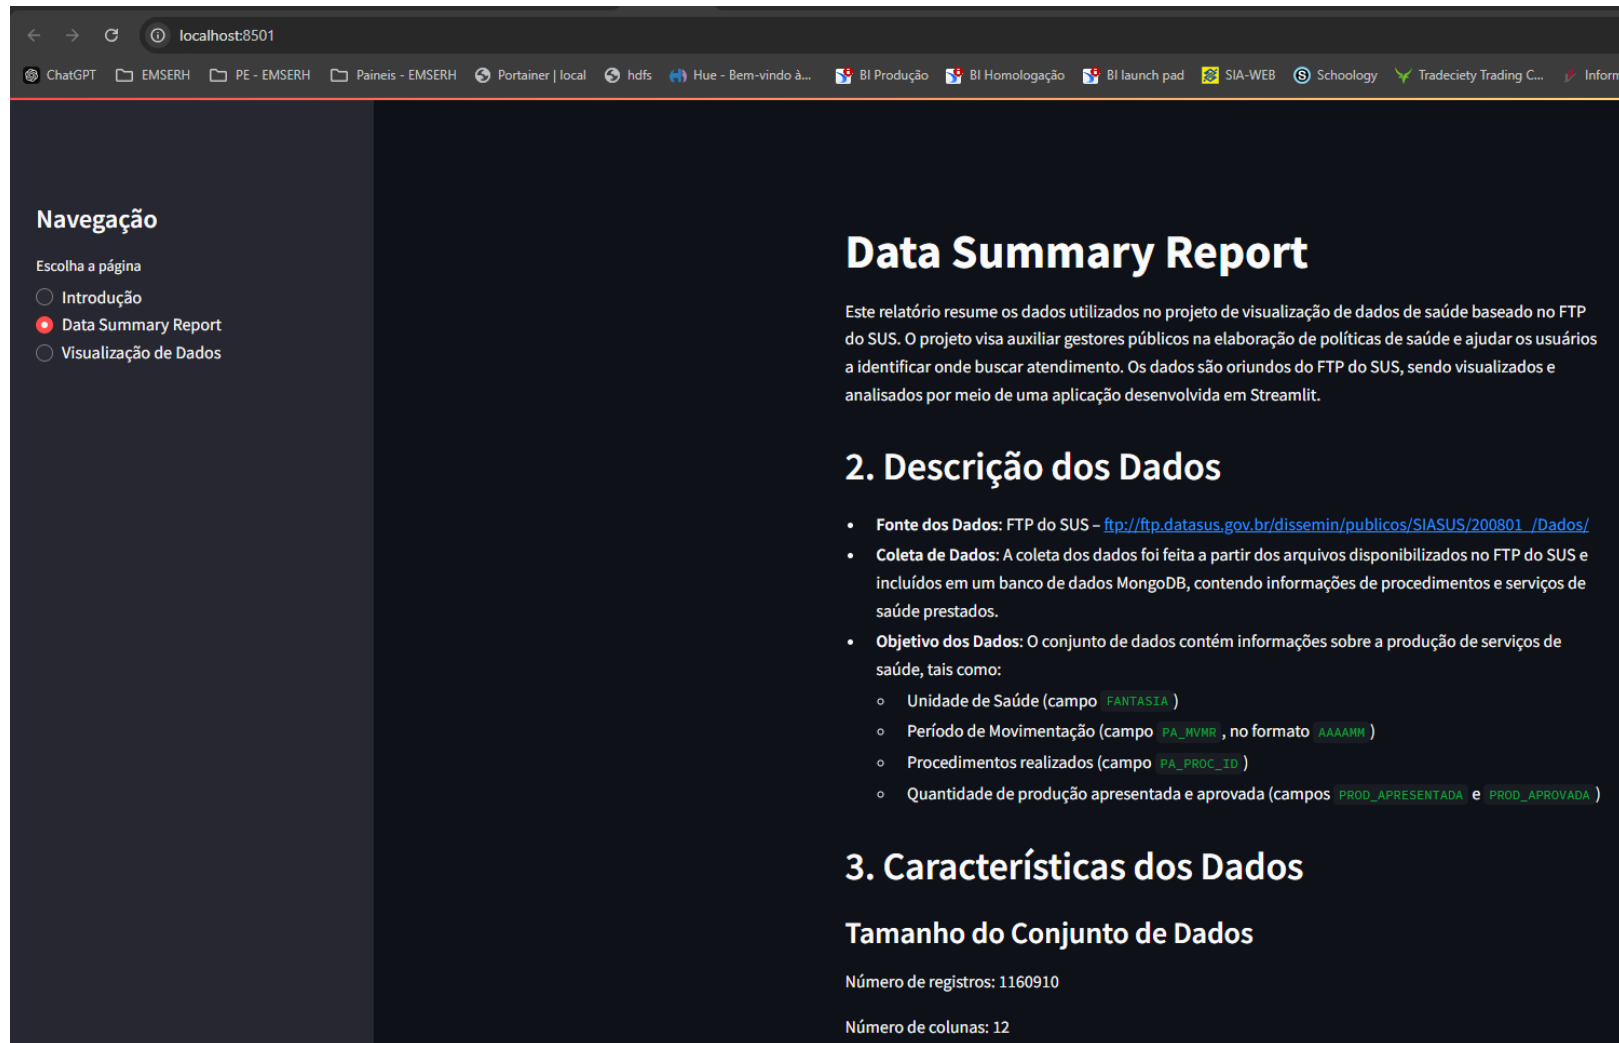 localhost:8501
ChatGPT EMSERH PE - EMSERH Paineis - EMSERH Portainer | local hdfs Hue - Bem-vindo à... BI Produção BI Homologação BI launch pad SIA-WEB Schoology Tradeciety Trading C... Inform
Navegação
Escolha a página
Introdução
Data Summary Report
Visualização de Dados
Data Summary Report
Este relatório resume os dados utilizados no projeto de visualização de dados de saúde baseado no FTP
do SUS. O projeto visa auxiliar gestores públicos na elaboração de políticas de saúde e ajudar os usuários
a identificar onde buscar atendimento. Os dados são oriundos do FTP do SUS, sendo visualizados e
analisados por meio de uma aplicação desenvolvida em Streamlit.
2. Descrição dos Dados
• Fonte dos Dados: FTP do SUS – ftp://ftp.datasus.gov.br/dissemin/publicos/SIASUS/200801_/Dados/
• Coleta de Dados: A coleta dos dados foi feita a partir dos arquivos disponibilizados no FTP do SUS e
incluídos em um banco de dados MongoDB, contendo informações de procedimentos e serviços de
saúde prestados.
• Objetivo dos Dados: O conjunto de dados contém informações sobre a produção de serviços de
saúde, tais como:
◦ Unidade de Saúde (campo FANTASIA)
◦ Período de Movimentação (campo PA_MVMR, no formato AAAAMM)
◦ Procedimentos realizados (campo PA_PROC_ID)
◦ Quantidade de produção apresentada e aprovada (campos PROD_APRESENTADA e PROD_APROVADA)
3. Características dos Dados
Tamanho do Conjunto de Dados
Número de registros: 1160910
Número de colunas: 12